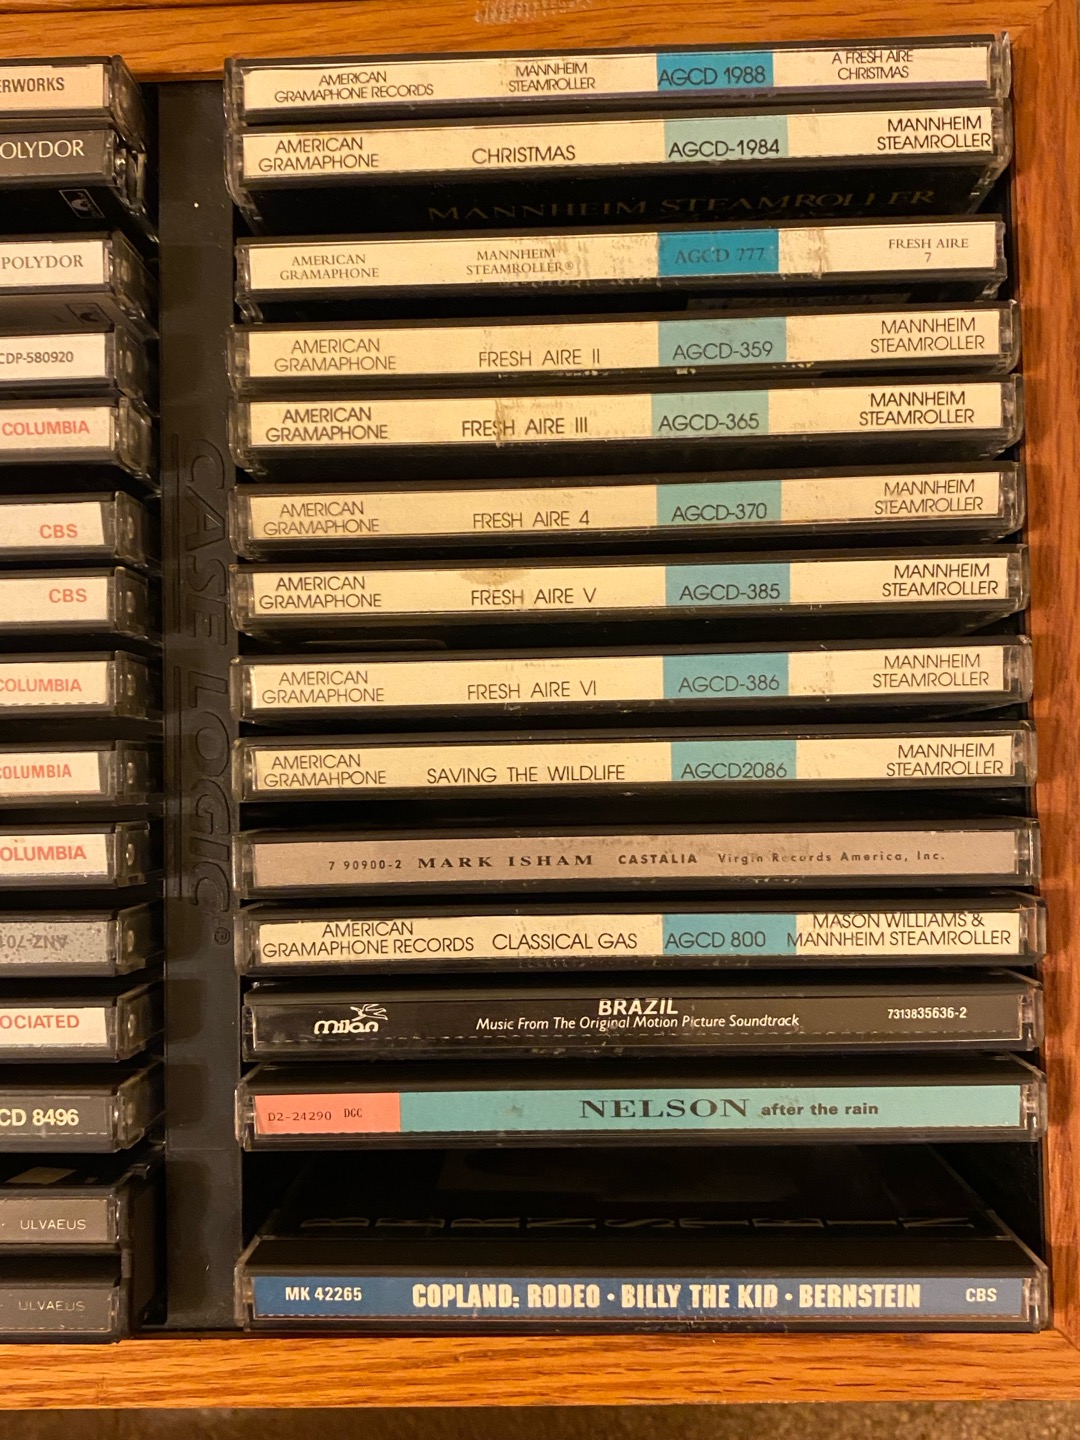 ERWORKS
OLYDOR
POLYDOR
CDP-580920
COLUMBIA
CBS
CBS
COLUMBIA
COLUMBIA
OLUMBIA
ANZ-701
OCIATED
CD 8496
· ULVAEUS
· ULVAEUS
CASE LOGIC®
AMERICAN
GRAMAPHONE RECORDS
MANNHEIM
STEAMROLLER
AGCD 1988
A FRESH AIRE
CHRISTMAS
AMERICAN
GRAMAPHONE
CHRISTMAS
AGCD-1984
MANNHEIM
STEAMROLLER
MANNHEIM STEAMROLLER
AMERICAN
GRAMAPHONE
MANNHEIM
STEAMROLLER®
AGCD 777
FRESH AIRE
7
AMERICAN
GRAMAPHONE
FRESH AIRE II
AGCD-359
MANNHEIM
STEAMROLLER
AMERICAN
GRAMAPHONE
FRESH AIRE III
AGCD-365
MANNHEIM
STEAMROLLER
AMERICAN
GRAMAPHONE
FRESH AIRE 4
AGCD-370
MANNHEIM
STEAMROLLER
AMERICAN
GRAMAPHONE
FRESH AIRE V
AGCD-385
MANNHEIM
STEAMROLLER
AMERICAN
GRAMAPHONE
FRESH AIRE VI
AGCD-386
MANNHEIM
STEAMROLLER
AMERICAN
GRAMAHPONE
SAVING THE WILDLIFE
AGCD2086
MANNHEIM
STEAMROLLER
7 90900-2 MARK ISHAM CASTALIA Virgin Records America, Inc.
AMERICAN
GRAMAPHONE RECORDS
CLASSICAL GAS
AGCD 800
MASON WILLIAMS &
MANNHEIM STEAMROLLER
milan
BRAZIL
Music From The Original Motion Picture Soundtrack
7313835636-2
D2-24290 DGC
NELSON after the rain
BERNSTEIN
MK 42265
COPLAND: RODEO · BILLY THE KID · BERNSTEIN
CBS